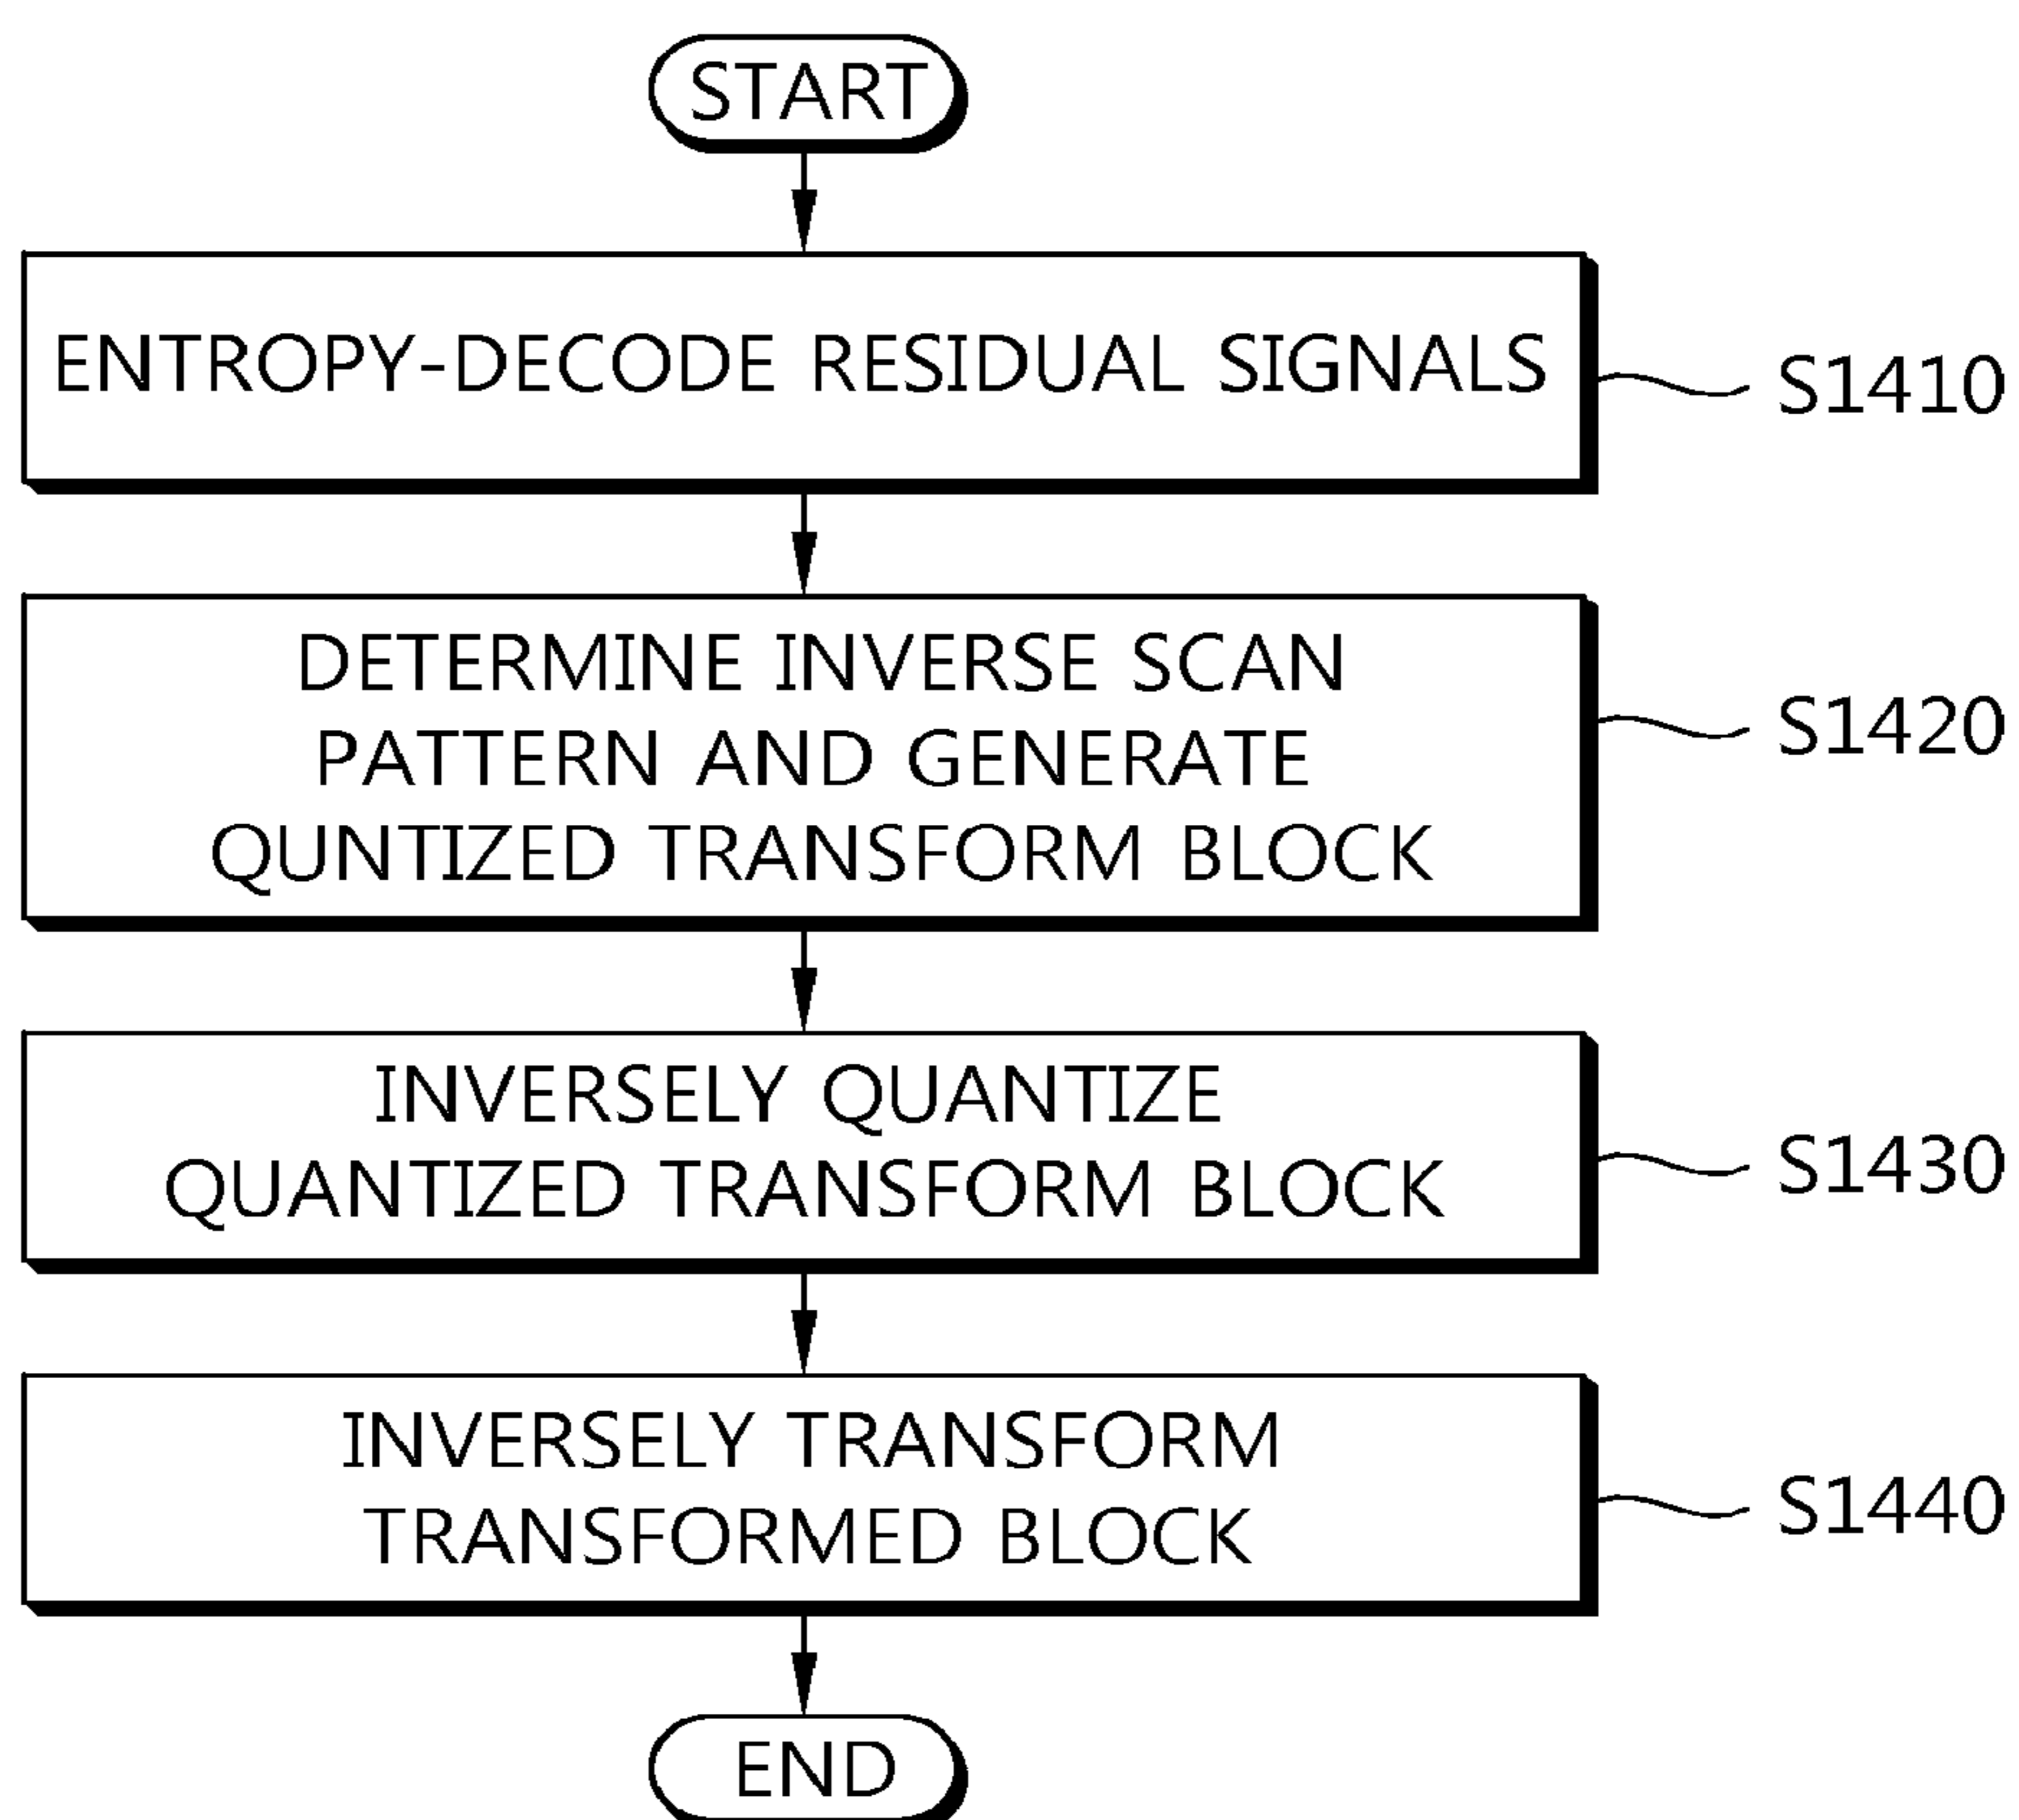 START
ENTROPY-DECODE RESIDUAL SIGNALS
S1410
DETERMINE INVERSE SCAN
PATTERN AND GENERATE
QUNTIZED TRANSFORM BLOCK
S1420
INVERSELY QUANTIZE
QUANTIZED TRANSFORM BLOCK
S1430
INVERSELY TRANSFORM
TRANSFORMED BLOCK
S1440
END